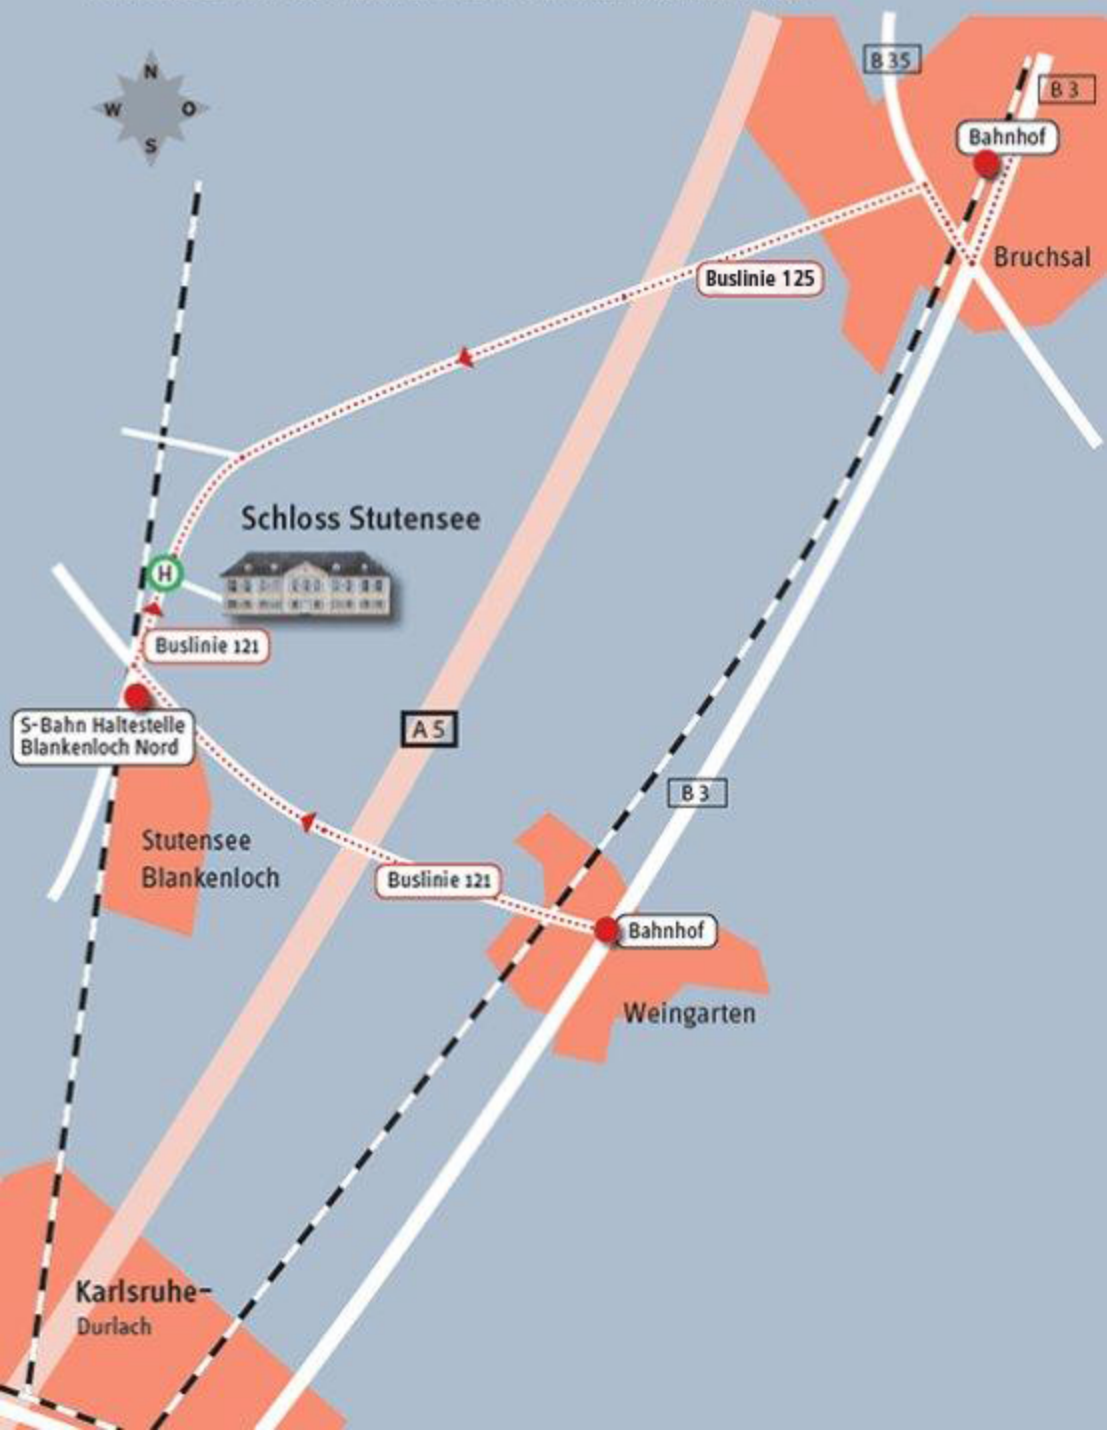 B 35
B 3
N
W
O
S
Bahnhof
Bruchsal
Buslinie 125
Schloss Stutensee
H
Buslinie 121
S-Bahn Haltestelle
Blankenloch Nord
A 5
B 3
Stutensee
Blankenloch
Buslinie 121
Bahnhof
Weingarten
Karlsruhe-
Durlach